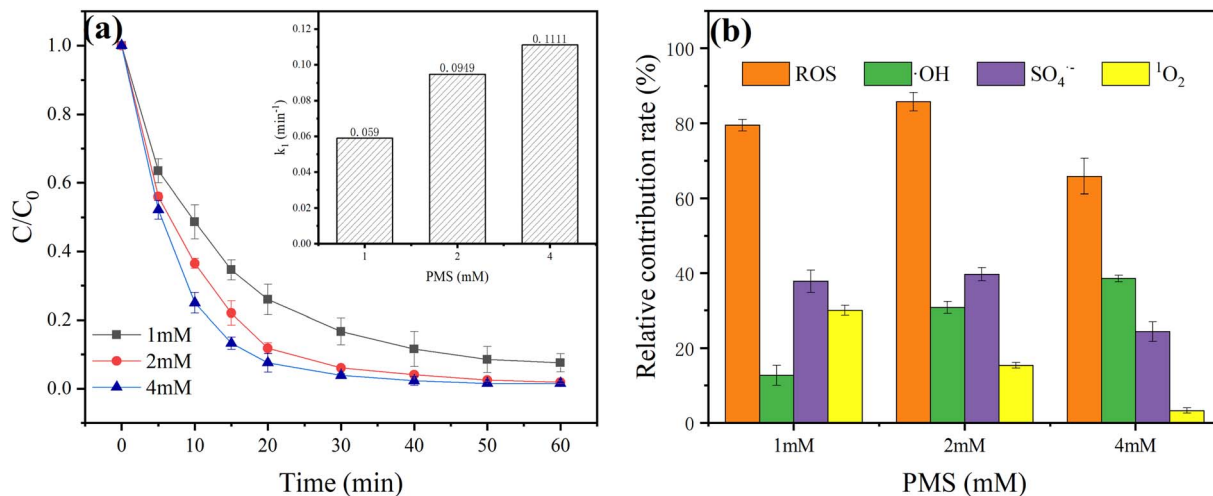 (a)
C/C0
1.0
0.8
0.6
0.4
0.2
0.0
0 10 20 30 40 50 60
Time (min)
1mM
2mM
4mM
k1 (min-1)
0.12
0.10
0.08
0.06
0.04
0.02
0.00
0.059
0.0949
0.1111
1 2 4
PMS (mM)
(b)
Relative contribution rate (%)
100
80
60
40
20
0
ROS ·OH SO4·- 1O2
1mM 2mM 4mM
PMS (mM)